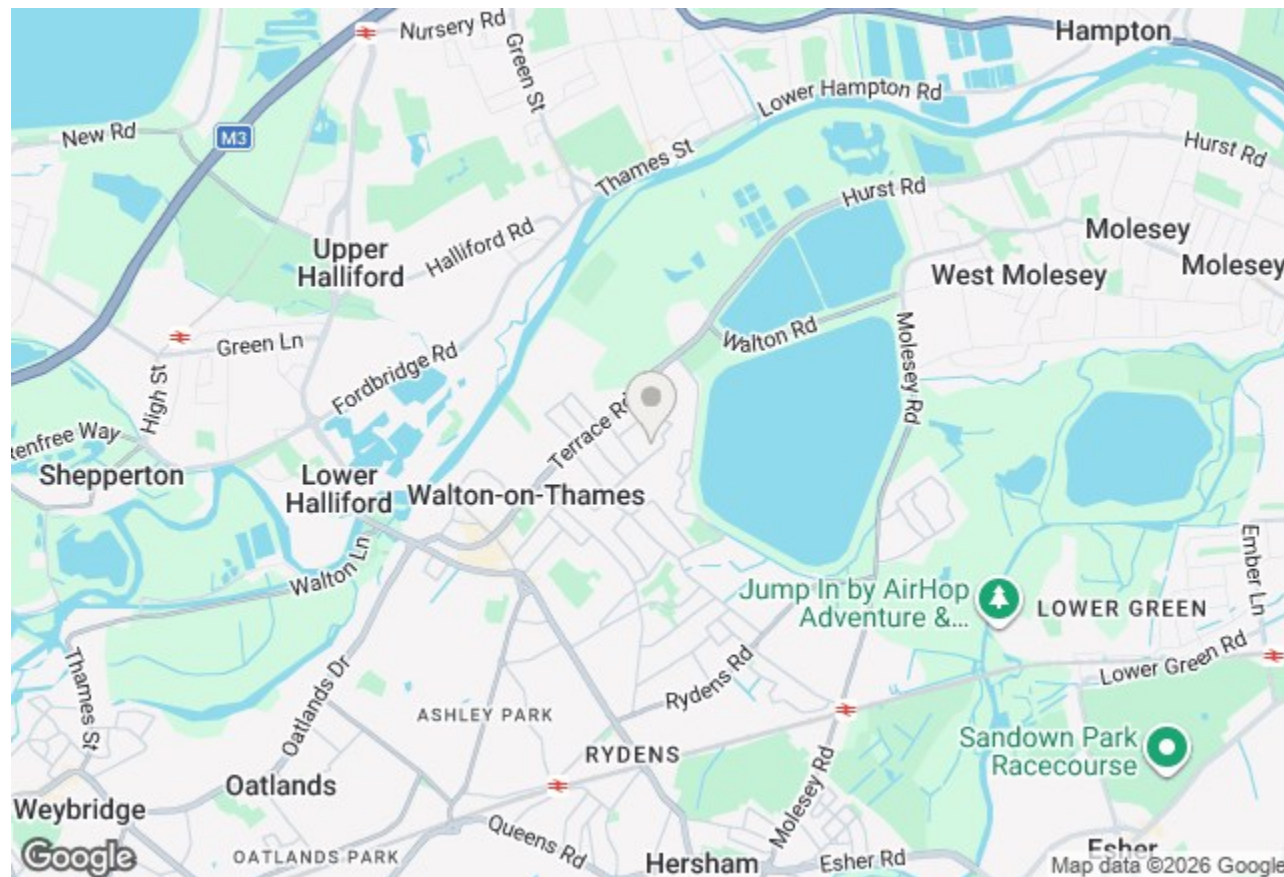 Nursery Rd
Green St
Hampton
Lower Hampton Rd
New Rd
M3
Thames St
Hurst Rd
Hurst Rd
Upper
Halliford
Halliford Rd
Molesey
West Molesey
Molesey
Green Ln
Walton Rd
Molesey Rd
Fordbridge Rd
High St
Terrace Rd
Renfree Way
Shepperton
Lower
Halliford
Walton-on-Thames
Walton Ln
Ember Ln
Jump In by AirHop
Adventure &...
LOWER GREEN
Lower Green Rd
Thames St
Oatlands Dr
Rydens Rd
ASHLEY PARK
RYDENS
Sandown Park
Racecourse
Molesey Rd
Oatlands
Weybridge
Queens Rd
OATLANDS PARK
Hersham
Esher Rd
Esher
Google
Map data ©2026 Google